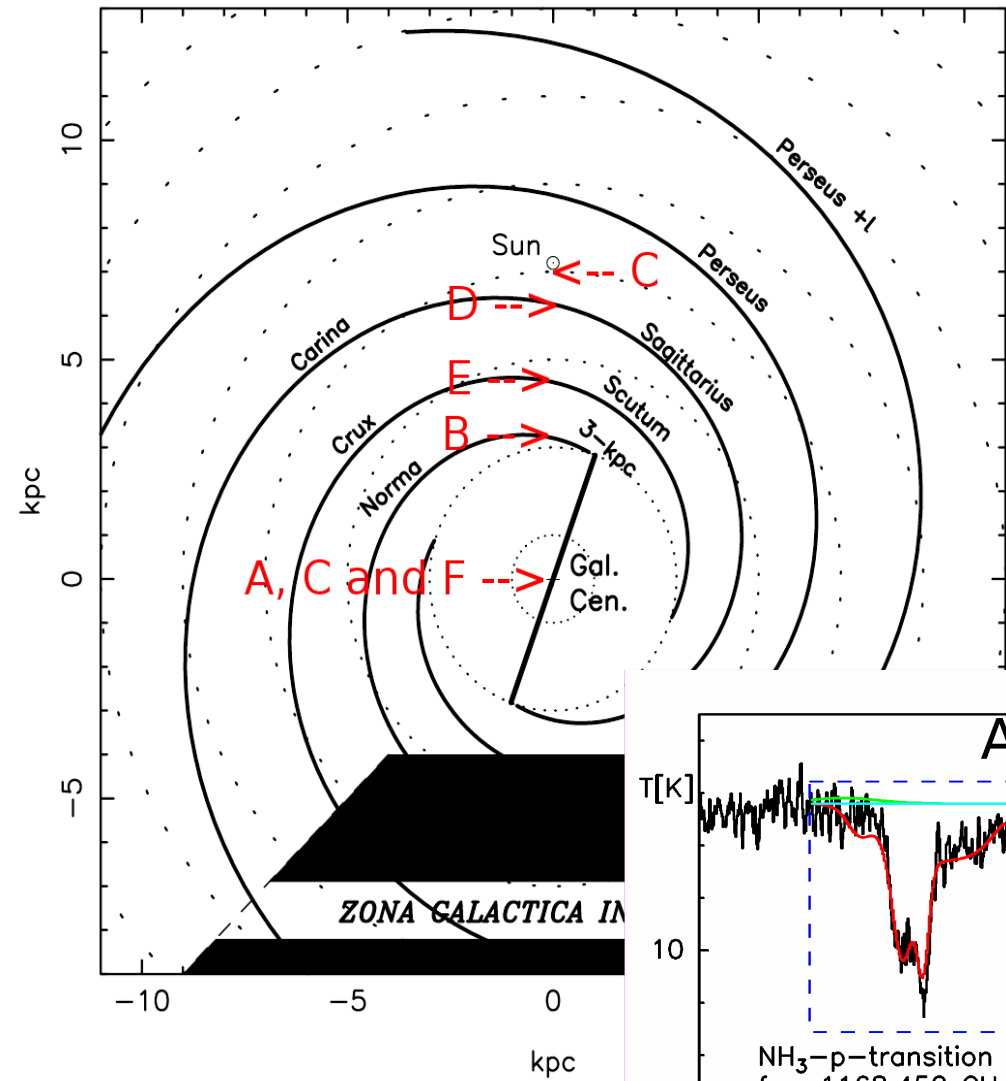 10
5
0
−5
kpc
−10
−5
0
kpc
Perseus +I
Perseus
Sun
<-- C
D -->
Carina
Sagittarius
E -->
Scutum
Crux
B -->
3−kpc
Norma
A, C and F -->
Gal.
Cen.
ZONA GALACTICA IN
A
T[K]
10
NH3−p−transition